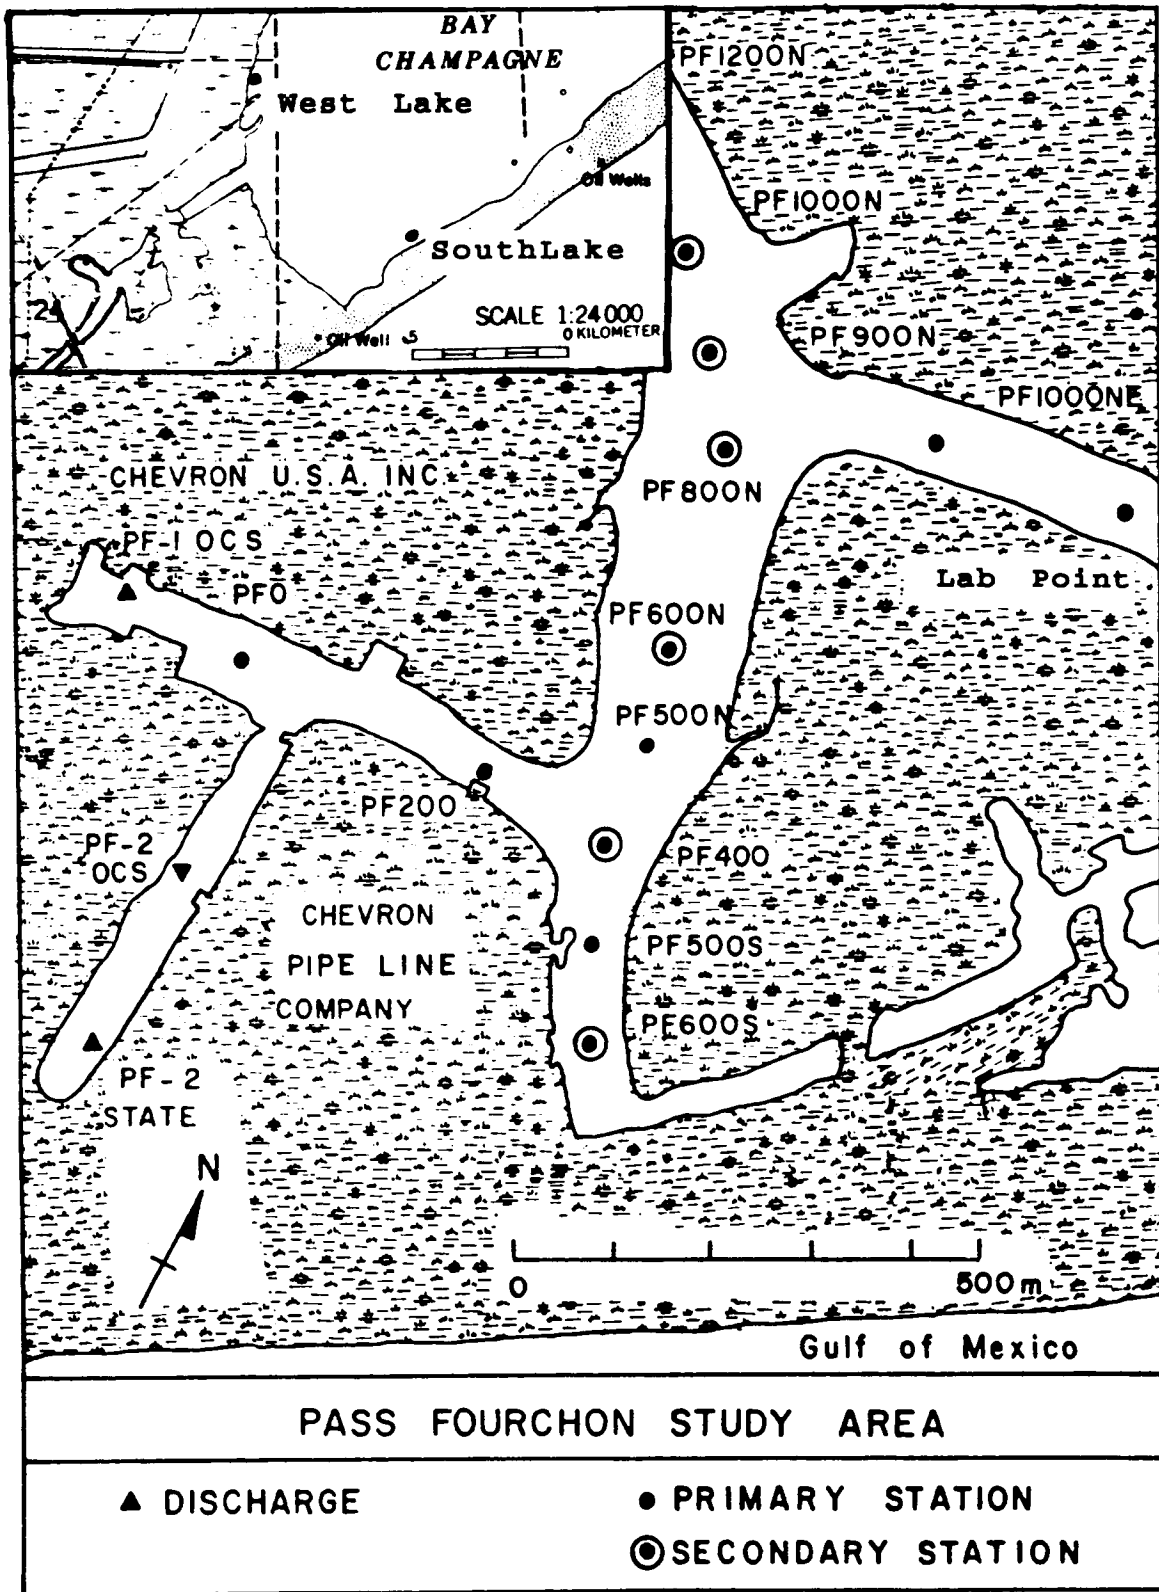 BAY
CHAMPAGNE
West Lake
Oil Wells
SouthLake
SCALE 1:24000
0 KILOMETER
.5
Oil Well
24
PF1200N
PF1000N
PF900N
PF1000NE
PF800N
CHEVRON U.S.A. INC.
PF-1 OCS
PF0
Lab Point
PF600N
PF500N
PF200
PF-2
OCS
PF400
CHEVRON
PIPE LINE
COMPANY
PF500S
PF600S
PF-2
STATE
N
0
500m
Gulf of Mexico
PASS FOURCHON STUDY AREA
DISCHARGE
PRIMARY STATION
SECONDARY STATION